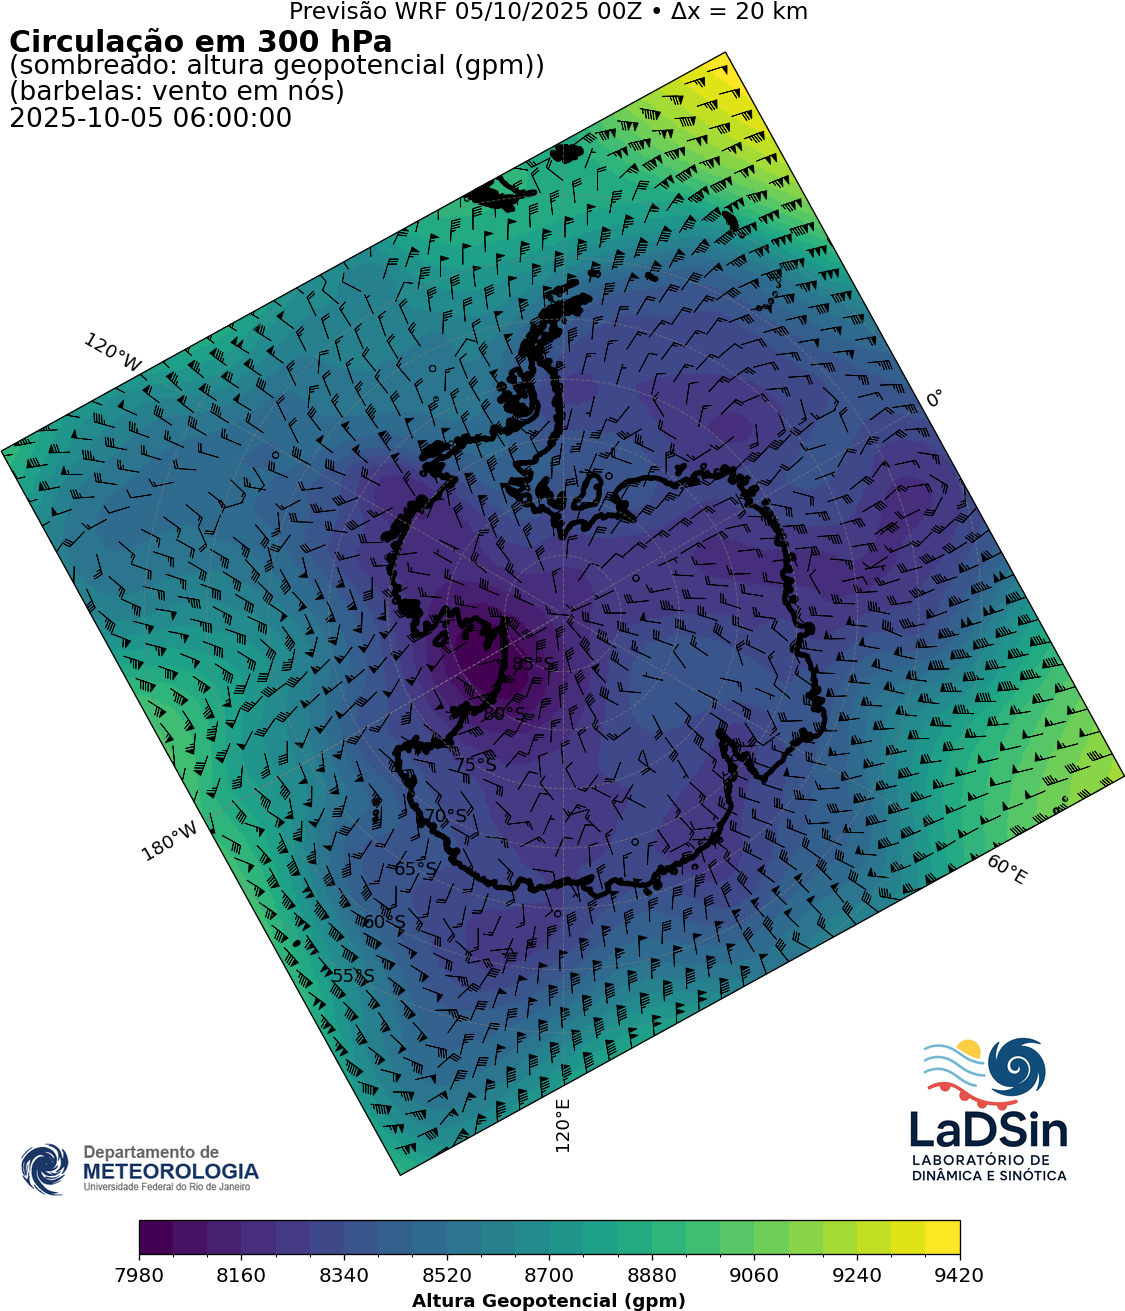 Previsão WRF 05/10/2025 00Z • Δx = 20 km
Circulação em 300 hPa
(sombreado: altura geopotencial (gpm))
(barbelas: vento em nós)
2025-10-05 06:00:00
120°W
0°
85°S
80°S
75°S
70°S
65°S
60°S
55°S
180°W
60°E
120°E
Departamento de
METEOROLOGIA
Universidade Federal do Rio de Janeiro
LaDSin
LABORATÓRIO DE
DINÂMICA E SINÓTICA
7980 8160 8340 8520 8700 8880 9060 9240 9420
Altura Geopotencial (gpm)